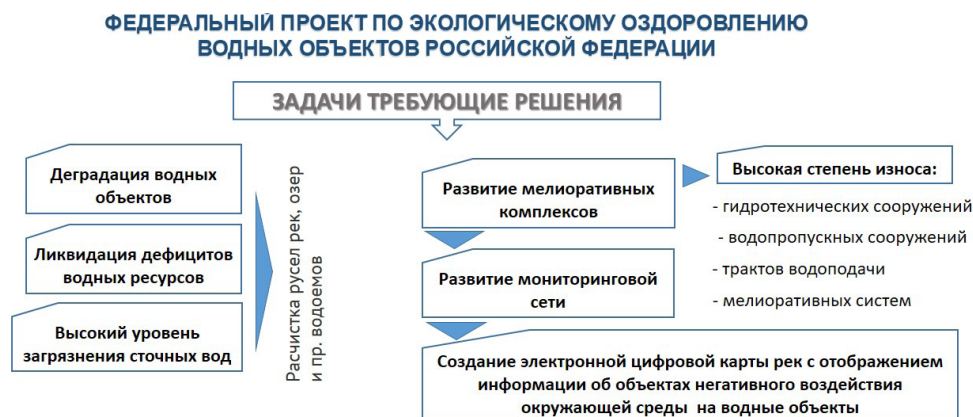 ФЕДЕРАЛЬНЫЙ ПРОЕКТ ПО ЭКОЛОГИЧЕСКОМУ ОЗДОРОВЛЕНИЮ
ВОДНЫХ ОБЪЕКТОВ РОССИЙСКОЙ ФЕДЕРАЦИИ
ЗАДАЧИ ТРЕБУЮЩИЕ РЕШЕНИЯ
Деградация водных
объектов
Ликвидация дефицитов
водных ресурсов
Высокий уровень
загрязнения сточных вод
Расчистка русел рек, озер
и пр. водоемов
Развитие мелиоративных
комплексов
Развитие мониторинговой
сети
Создание электронной цифровой карты рек с отображением
информации об объектах негативного воздействия
окружающей среды на водные объекты
Высокая степень износа:
- гидротехнических сооружений
- водопропускных сооружений
- трактов водоподачи
- мелиоративных систем